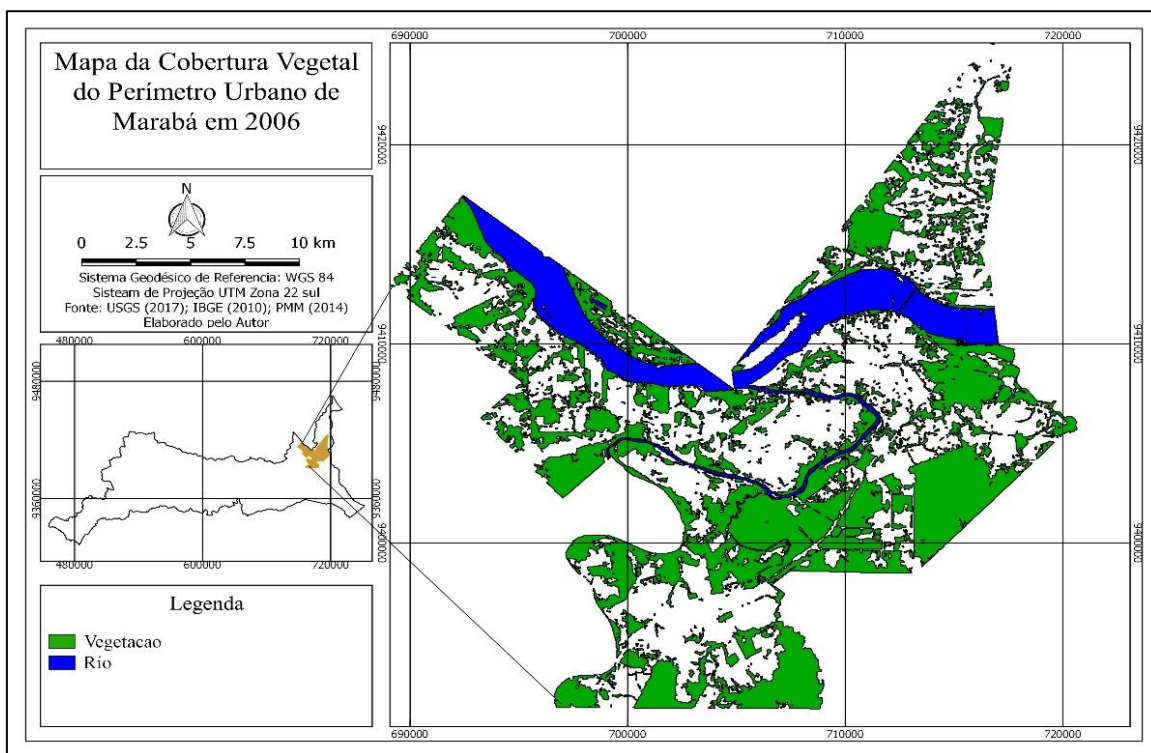 Mapa da Cobertura Vegetal
do Perímetro Urbano de
Marabá em 2006
N
0 2.5 5 7.5 10 km
Sistema Geodésico de Referencia: WGS 84
Sisteam de Projeção UTM Zona 22 sul
Fonte: USGS (2017); IBGE (2010); PMM (2014)
Elaborado pelo Autor
480000 600000 720000
9480000 9480000
9360000 9360000
480000 600000 720000
Legenda
Vegetacao
Rio
690000 700000 710000 720000
9420000 9420000
9410000 9410000
9400000 9400000
690000 700000 710000 720000